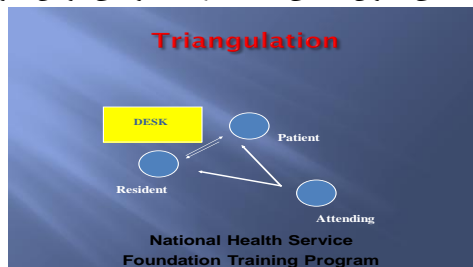 Triangulation
DESK
Patient
Resident
Attending
National Health Service
Foundation Training Program